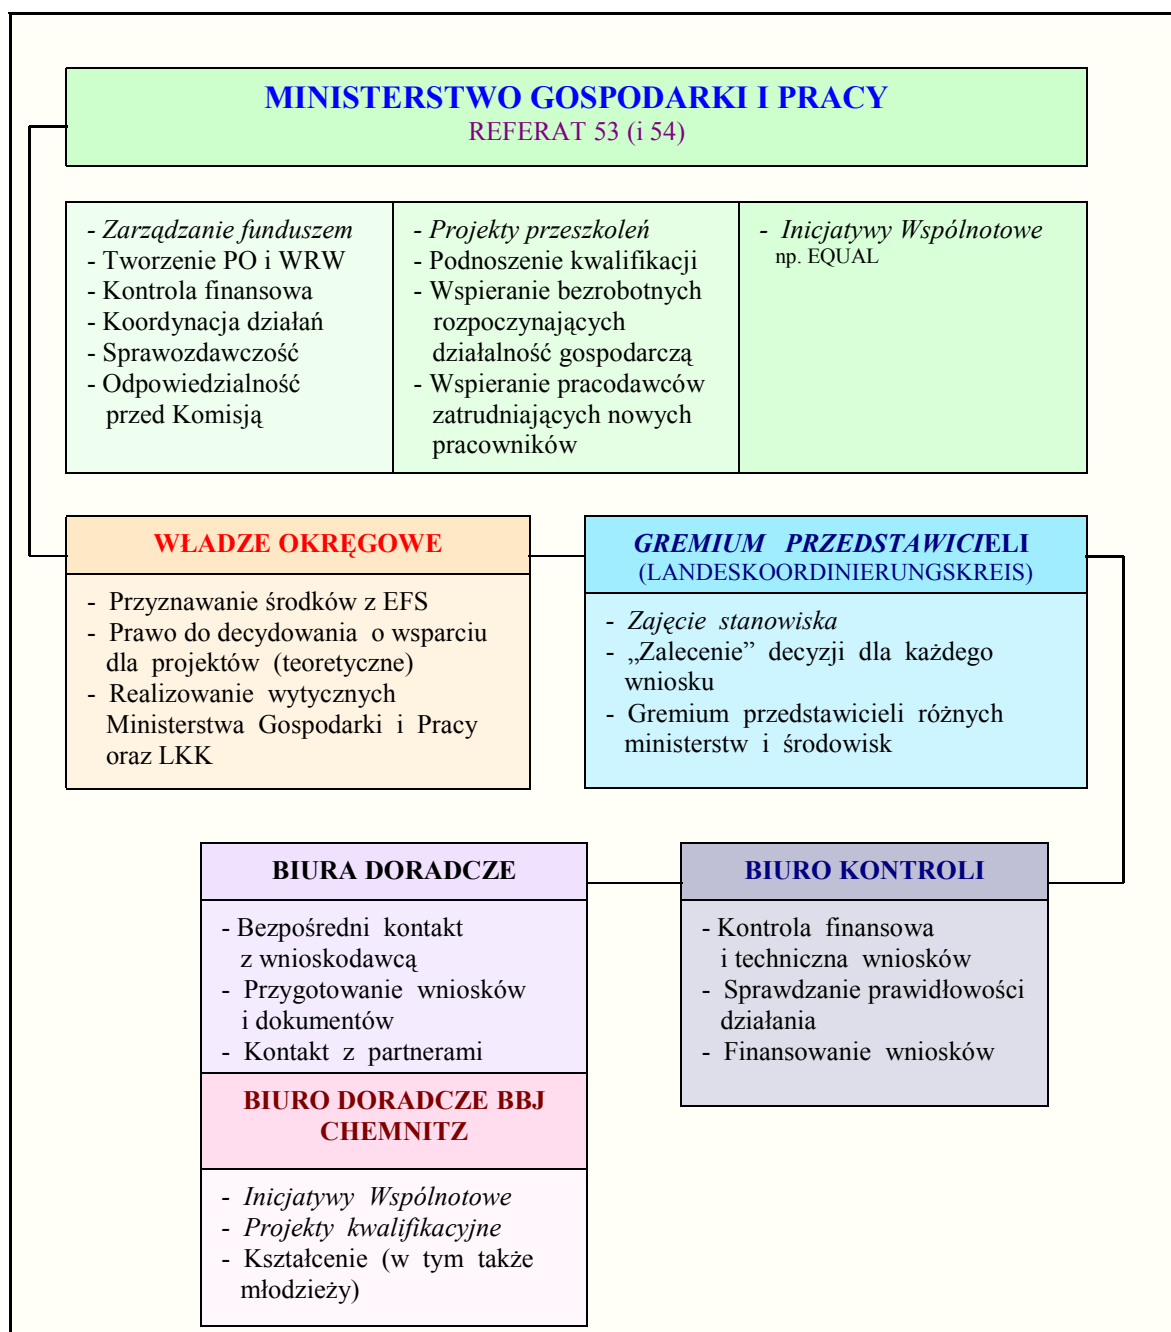 MINISTERSTWO GOSPODARKI I PRACY
REFERAT 53 (i 54)
- Zarządzanie funduszem
- Tworzenie PO i WRW
- Kontrola finansowa
- Koordynacja działań
- Sprawozdawczość
- Odpowiedzialność
przed Komisją
- Projekty przeszkoleń
- Podnoszenie kwalifikacji
- Wspieranie bezrobotnych
rozpoczynających
działalność gospodarczą
- Wspieranie pracodawców
zatrudniających nowych
pracowników
- Inicjatywy Wspólnotowe
np. EQUAL
WŁADZE OKRĘGOWE
- Przyznawanie środków z EFS
- Prawo do decydowania o wsparciu
dla projektów (teoretyczne)
- Realizowanie wytycznych
Ministerstwa Gospodarki i Pracy
oraz LKK
GREMIUM PRZEDSTAWICIELI
(LANDESKOORDINIERUNGSKREIS)
- Zajęcie stanowiska
- „Zalecenie” decyzji dla każdego
wniosku
- Gremium przedstawicieli różnych
ministerstw i środowisk
BIURA DORADCZE
- Bezpośredni kontakt
z wnioskodawcą
- Przygotowanie wniosków
i dokumentów
- Kontakt z partnerami
BIURO DORADCZE BBJ
CHEMNITZ
- Inicjatywy Wspólnotowe
- Projekty kwalifikacyjne
- Kształcenie (w tym także
młodzieży)
BIURO KONTROLI
- Kontrola finansowa
i techniczna wniosków
- Sprawdzanie prawidłowości
działania
- Finansowanie wniosków